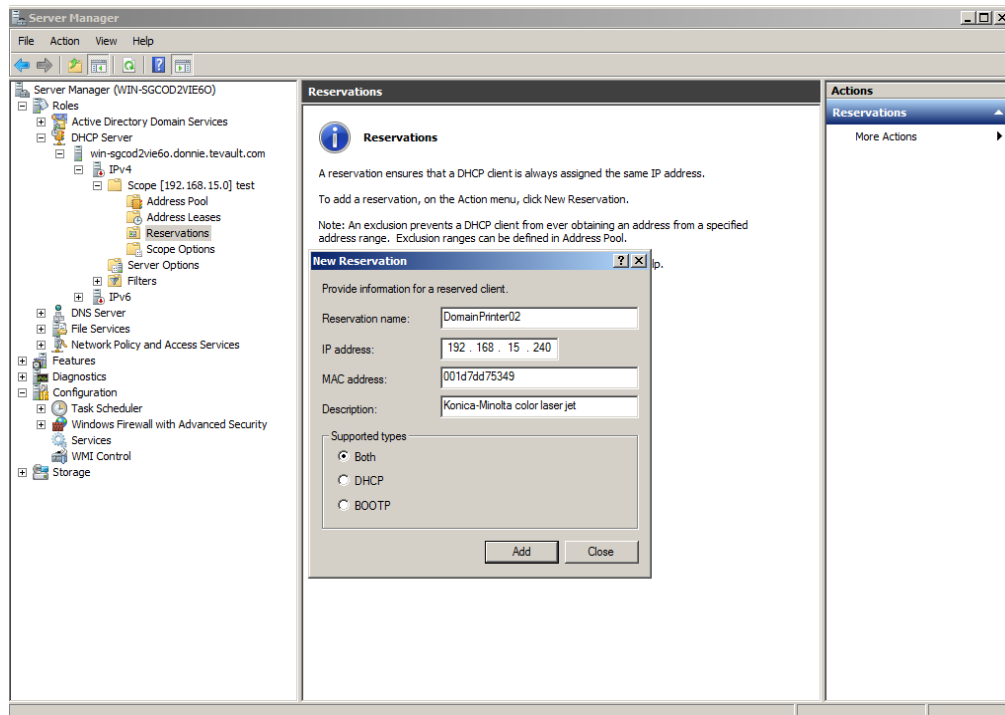 Server Manager
File Action View Help
Server Manager (WIN-SGCOD2VIE6O)
Roles
Active Directory Domain Services
DHCP Server
win-sgcod2vie6o.donnie.tevault.com
IPv4
Scope [192.168.15.0] test
Address Pool
Address Leases
Reservations
Scope Options
Server Options
Filters
IPv6
DNS Server
File Services
Network Policy and Access Services
Features
Diagnostics
Configuration
Task Scheduler
Windows Firewall with Advanced Security
Services
WMI Control
Storage
Reservations
Reservations
A reservation ensures that a DHCP client is always assigned the same IP address.
To add a reservation, on the Action menu, click New Reservation.
Note: An exclusion prevents a DHCP client from ever obtaining an address from a specified
address range. Exclusion ranges can be defined in Address Pool.
lp.
New Reservation
Provide information for a reserved client.
Reservation name: DomainPrinter02
IP address: 192 . 168 . 15 . 240
MAC address: 001d7dd75349
Description: Konica-Minolta color laser jet
Supported types
Both
DHCP
BOOTP
Add Close
Actions
Reservations
More Actions